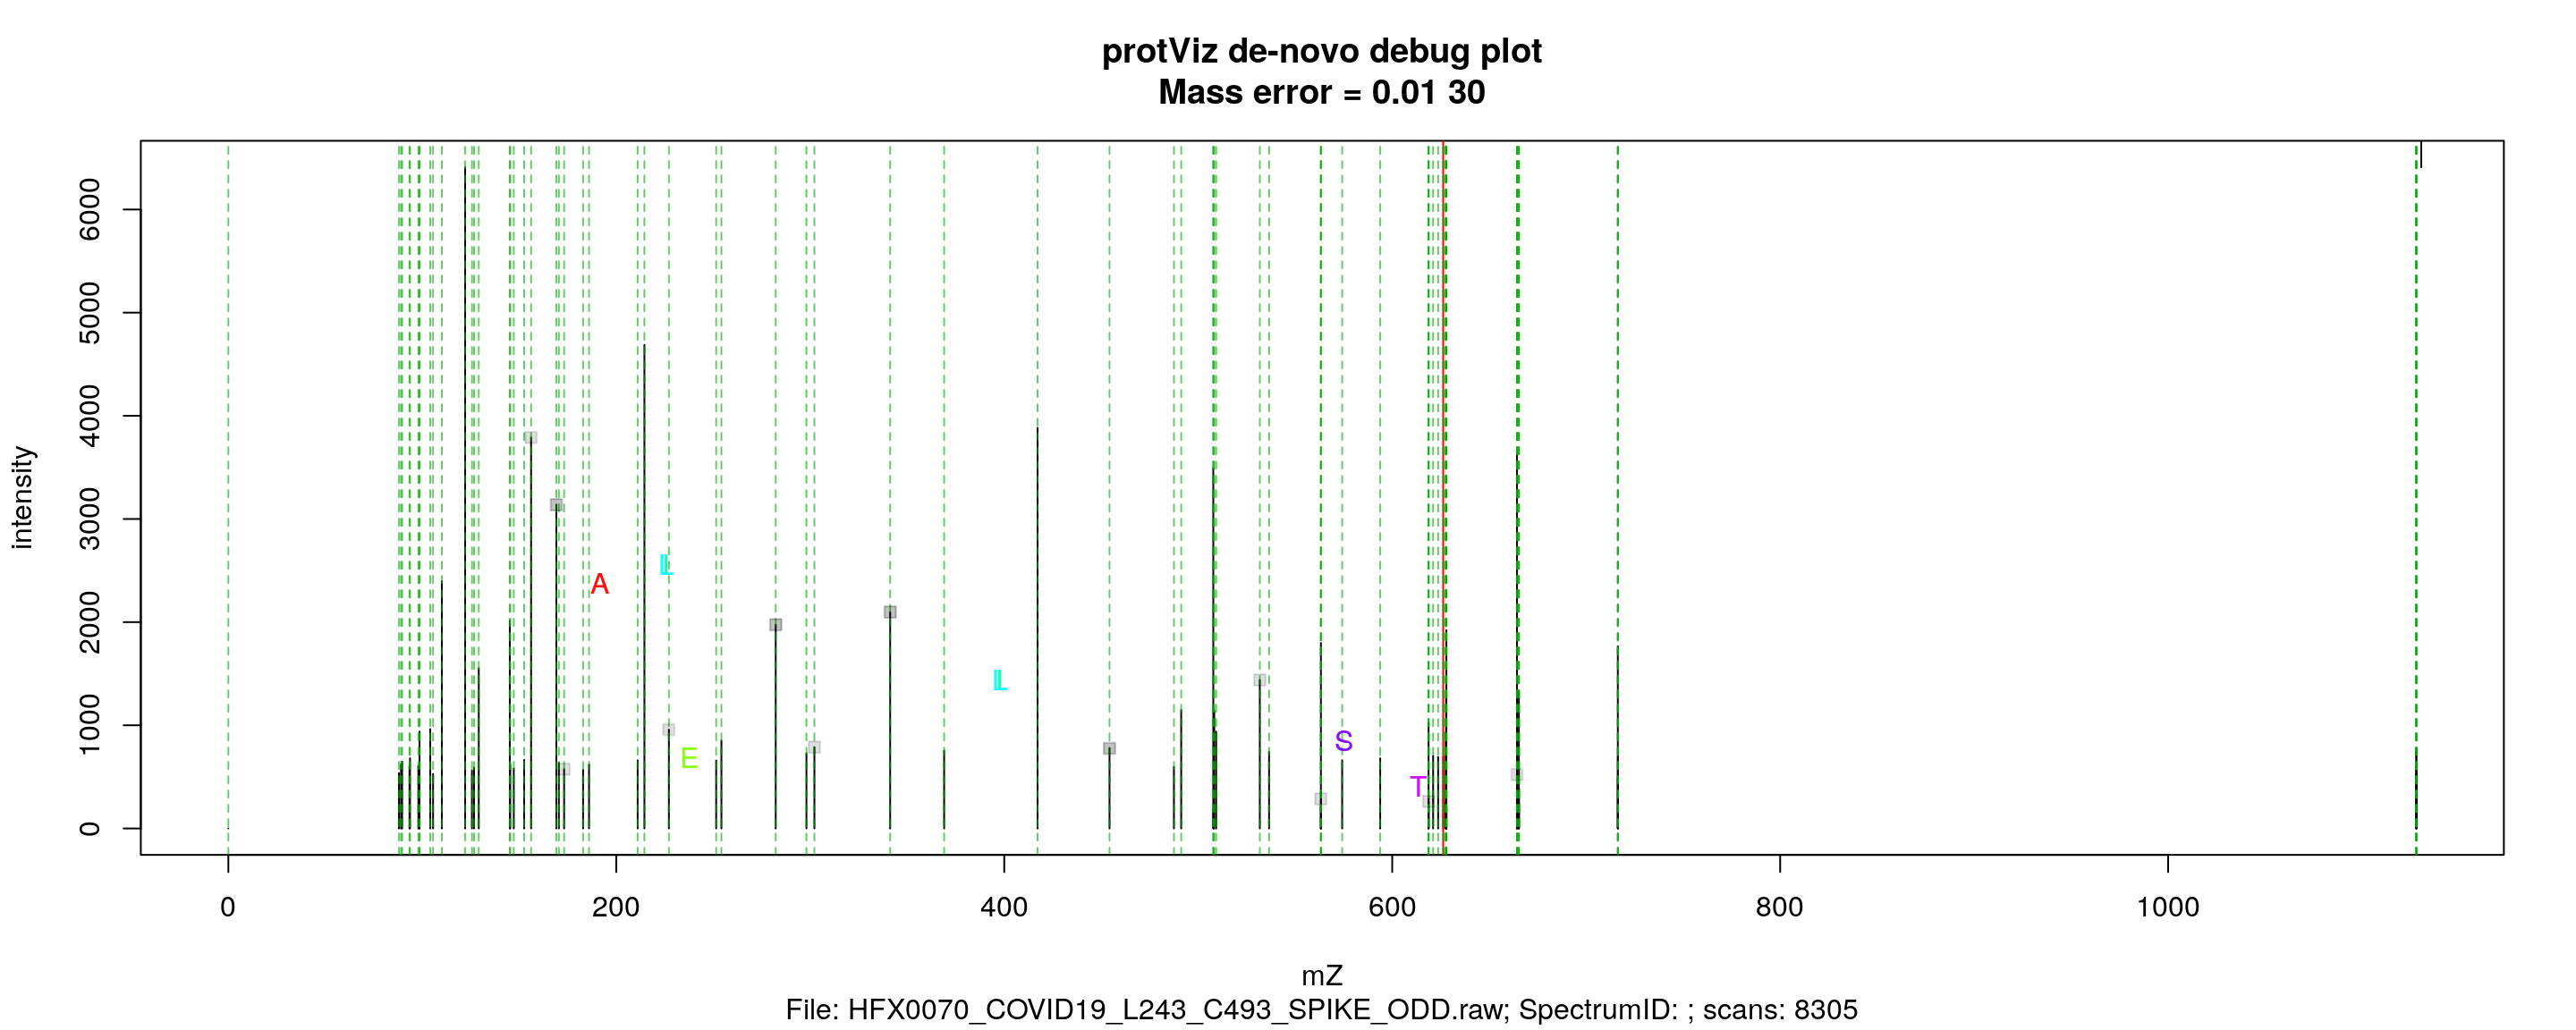 protViz de-novo debug plot
Mass error = 0.01 30
intensity
6000
5000
4000
3000
2000
1000
0
A
E
S
T
0 200 400 600 800 1000
mZ
File: HFX0070_COVID19_L243_C493_SPIKE_ODD.raw; SpectrumID: ; scans: 8305